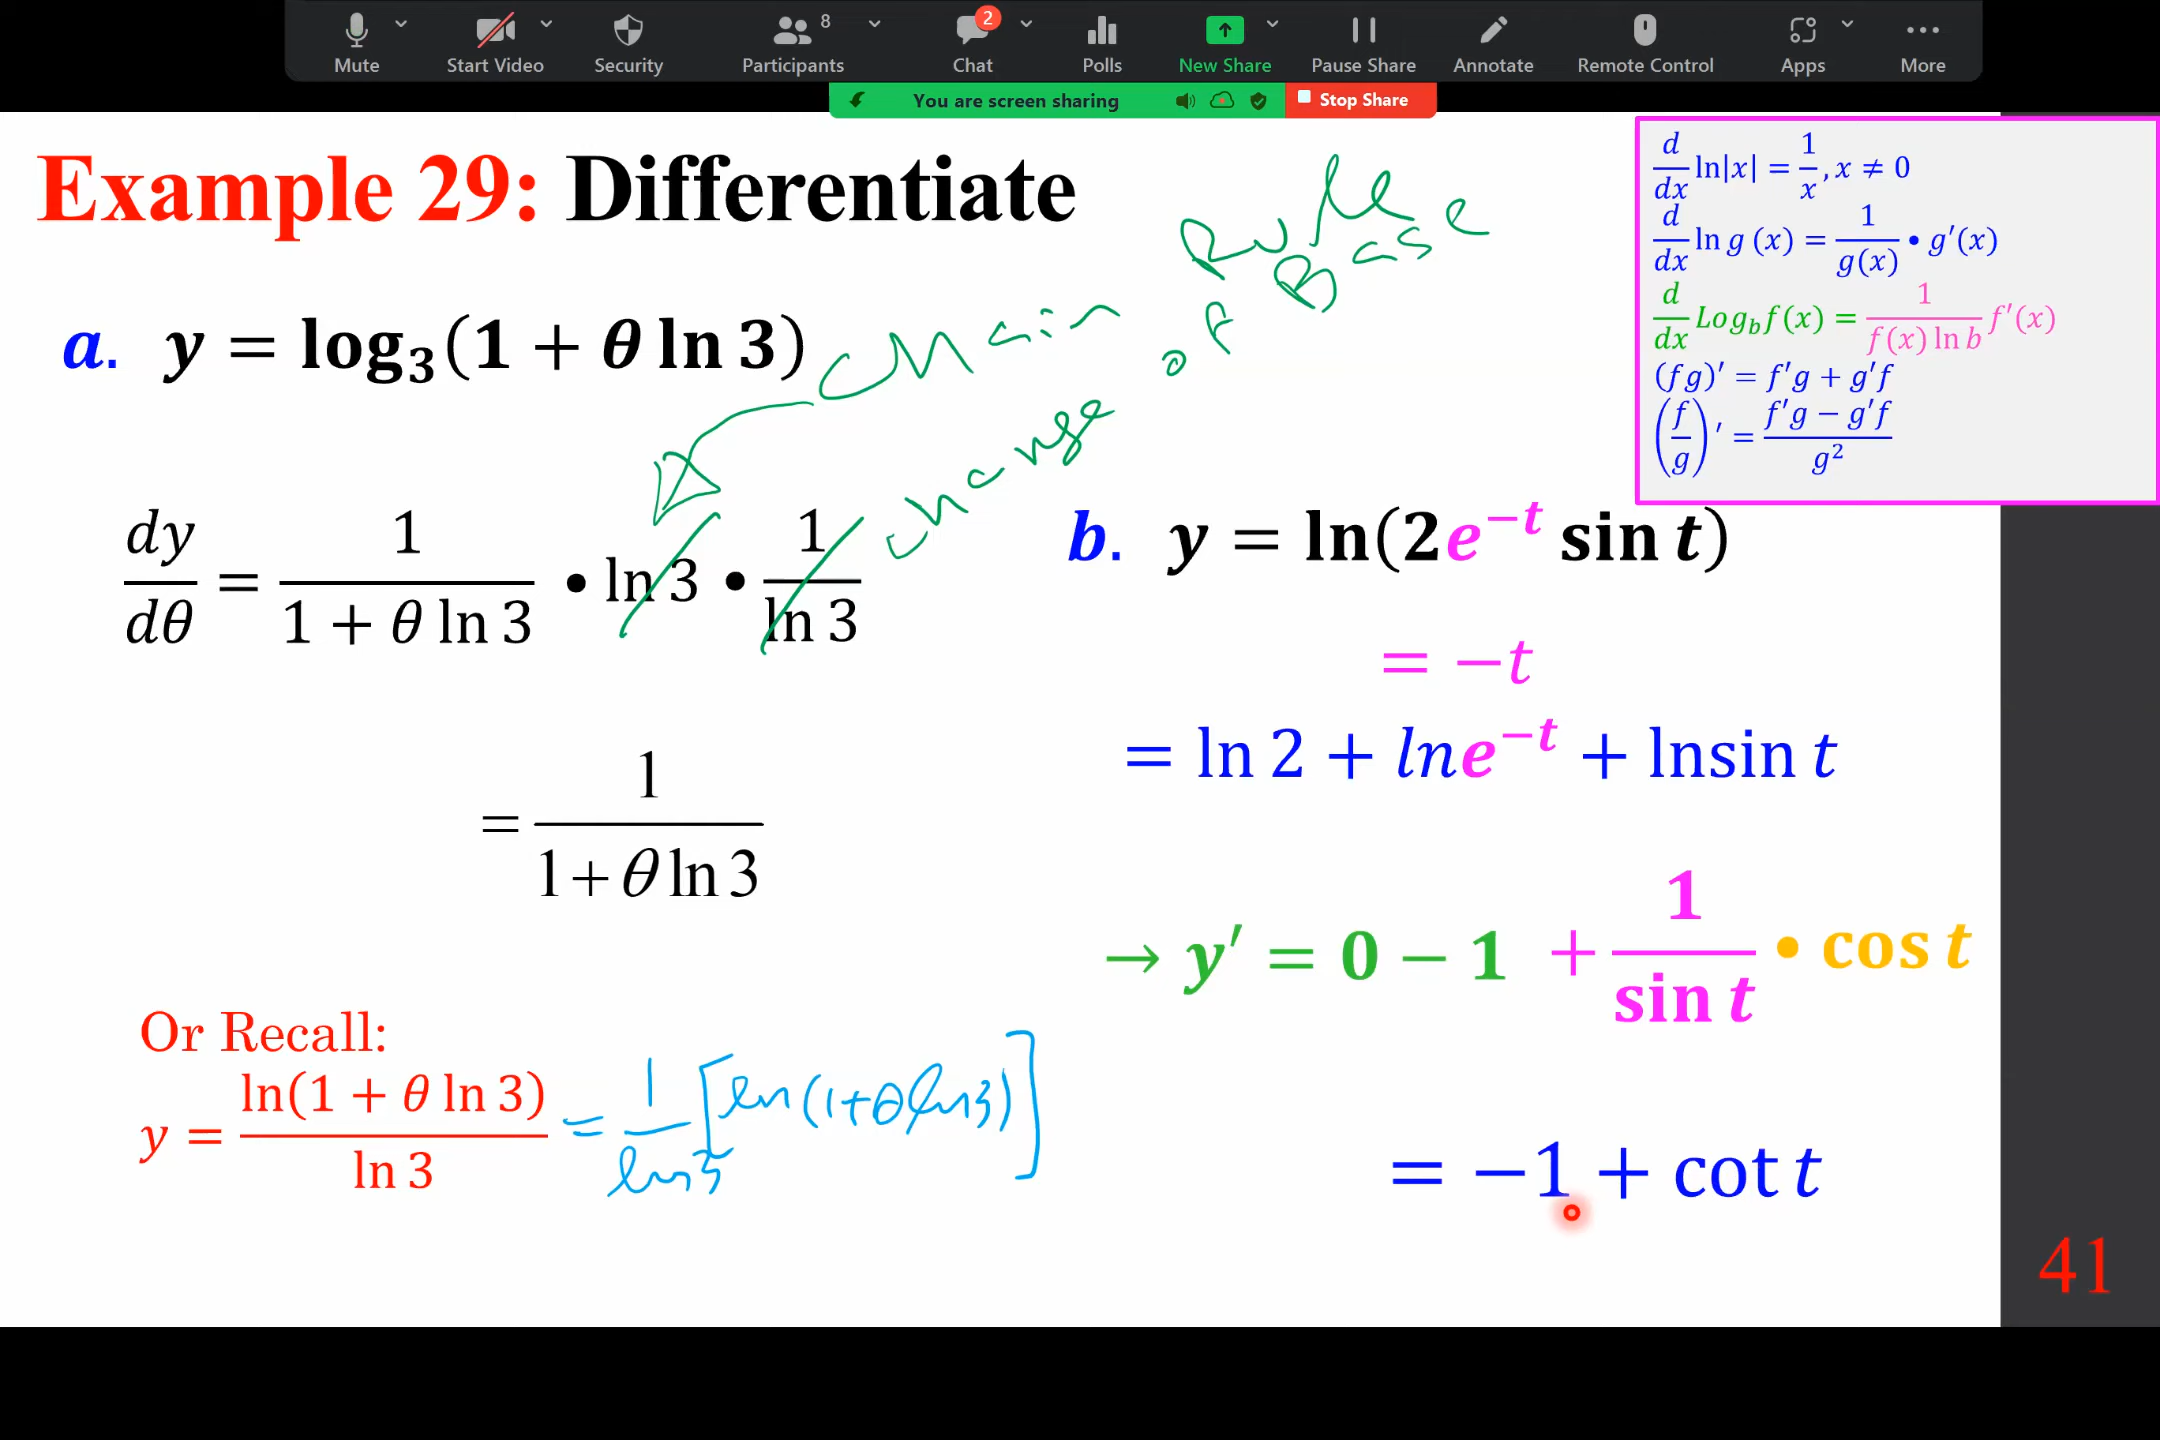 Mute
Start Video
Security
Participants 8
Chat 2
Polls
New Share
Pause Share
Annotate
Remote Control
Apps
More
You are screen sharing
Stop Share
Example 29: Differentiate
a. y = log₃(1 + θ ln 3)
Chain Rule
change of Base
dy/dθ = 1/(1 + θ ln 3) • ln 3 • 1/ln 3
= 1/(1 + θ ln 3)
Or Recall:
y = ln(1 + θ ln 3)/ln 3 = 1/ln3 [ln(1+θ ln3)]
d/dx ln|x| = 1/x, x ≠ 0
d/dx ln g (x) = 1/g(x) • g′(x)
d/dx Log_b f(x) = 1/(f(x) ln b) f′(x)
(fg)′ = f′g + g′f
(f/g)′ = (f′g − g′f)/g²
b. y = ln(2e⁻ᵗ sin t)
= −t
= ln 2 + lne⁻ᵗ + lnsin t
→ y′ = 0 − 1 + 1/sin t • cos t
= −1 + cot t
41